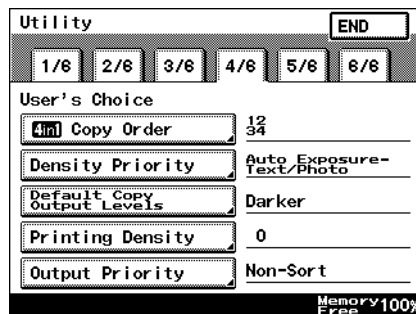 Utility
END
1/6 2/6 3/6 4/6 5/6 6/6
User's Choice
4in1 Copy Order
12
34
Density Priority
Auto Exposure-
Text/Photo
Default Copy
Output Levels
Darker
Printing Density
0
Output Priority
Non-Sort
Memory
Free 100%